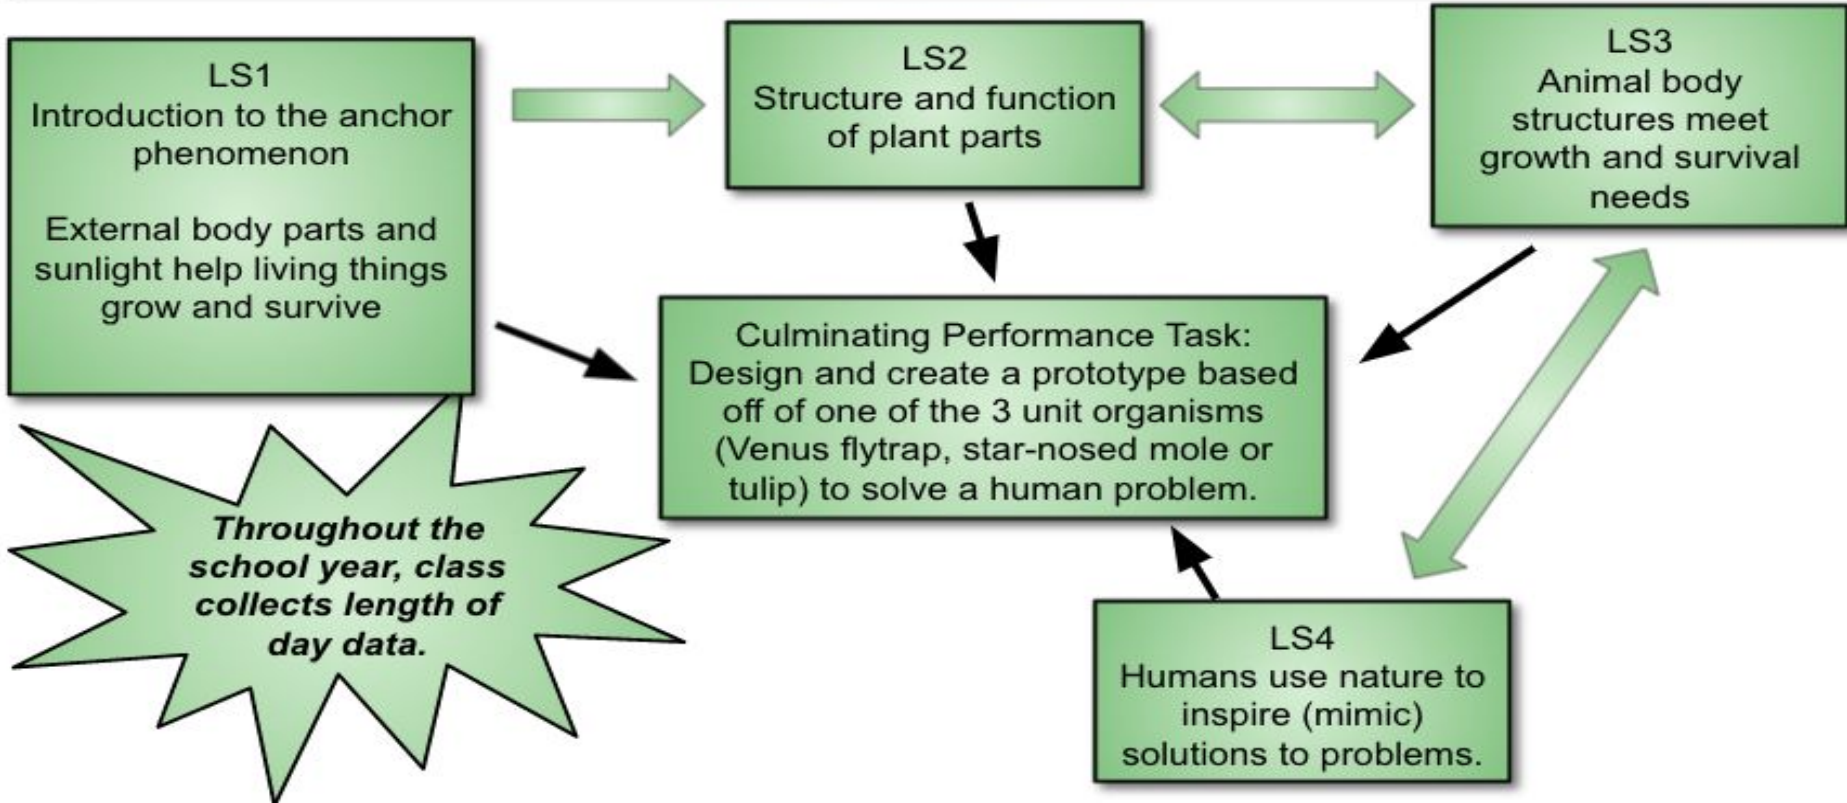 LS1
Introduction to the anchor
phenomenon
External body parts and
sunlight help living things
grow and survive
LS2
Structure and function
of plant parts
LS3
Animal body
structures meet
growth and survival
needs
Culminating Performance Task:
Design and create a prototype based
off of one of the 3 unit organisms
(Venus flytrap, star-nosed mole or
tulip) to solve a human problem.
Throughout the
school year, class
collects length of
day data.
LS4
Humans use nature to
inspire (mimic)
solutions to problems.